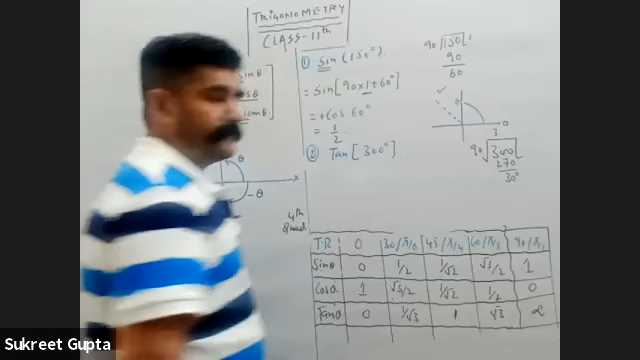 TRIGONOMETRY
CLASS-11th
① Sin (150°).
= Sin[90×1+60°]
= +Cos 60°
= 1/2.
② Tan [300°].
90)150(1
90
60
90)300(
270
30°
3
θ
-θ
x
4th
Quad
T.R 0 30/π/6 45/π/4 60/π/3 90/π/2
Sinθ 0 1/2 1/√2 √3/2 1
Cosθ 1 √3/2 1/√2 1/2 0
Tanθ 0 1/√3 1 √3 ∝
Sukreet Gupta